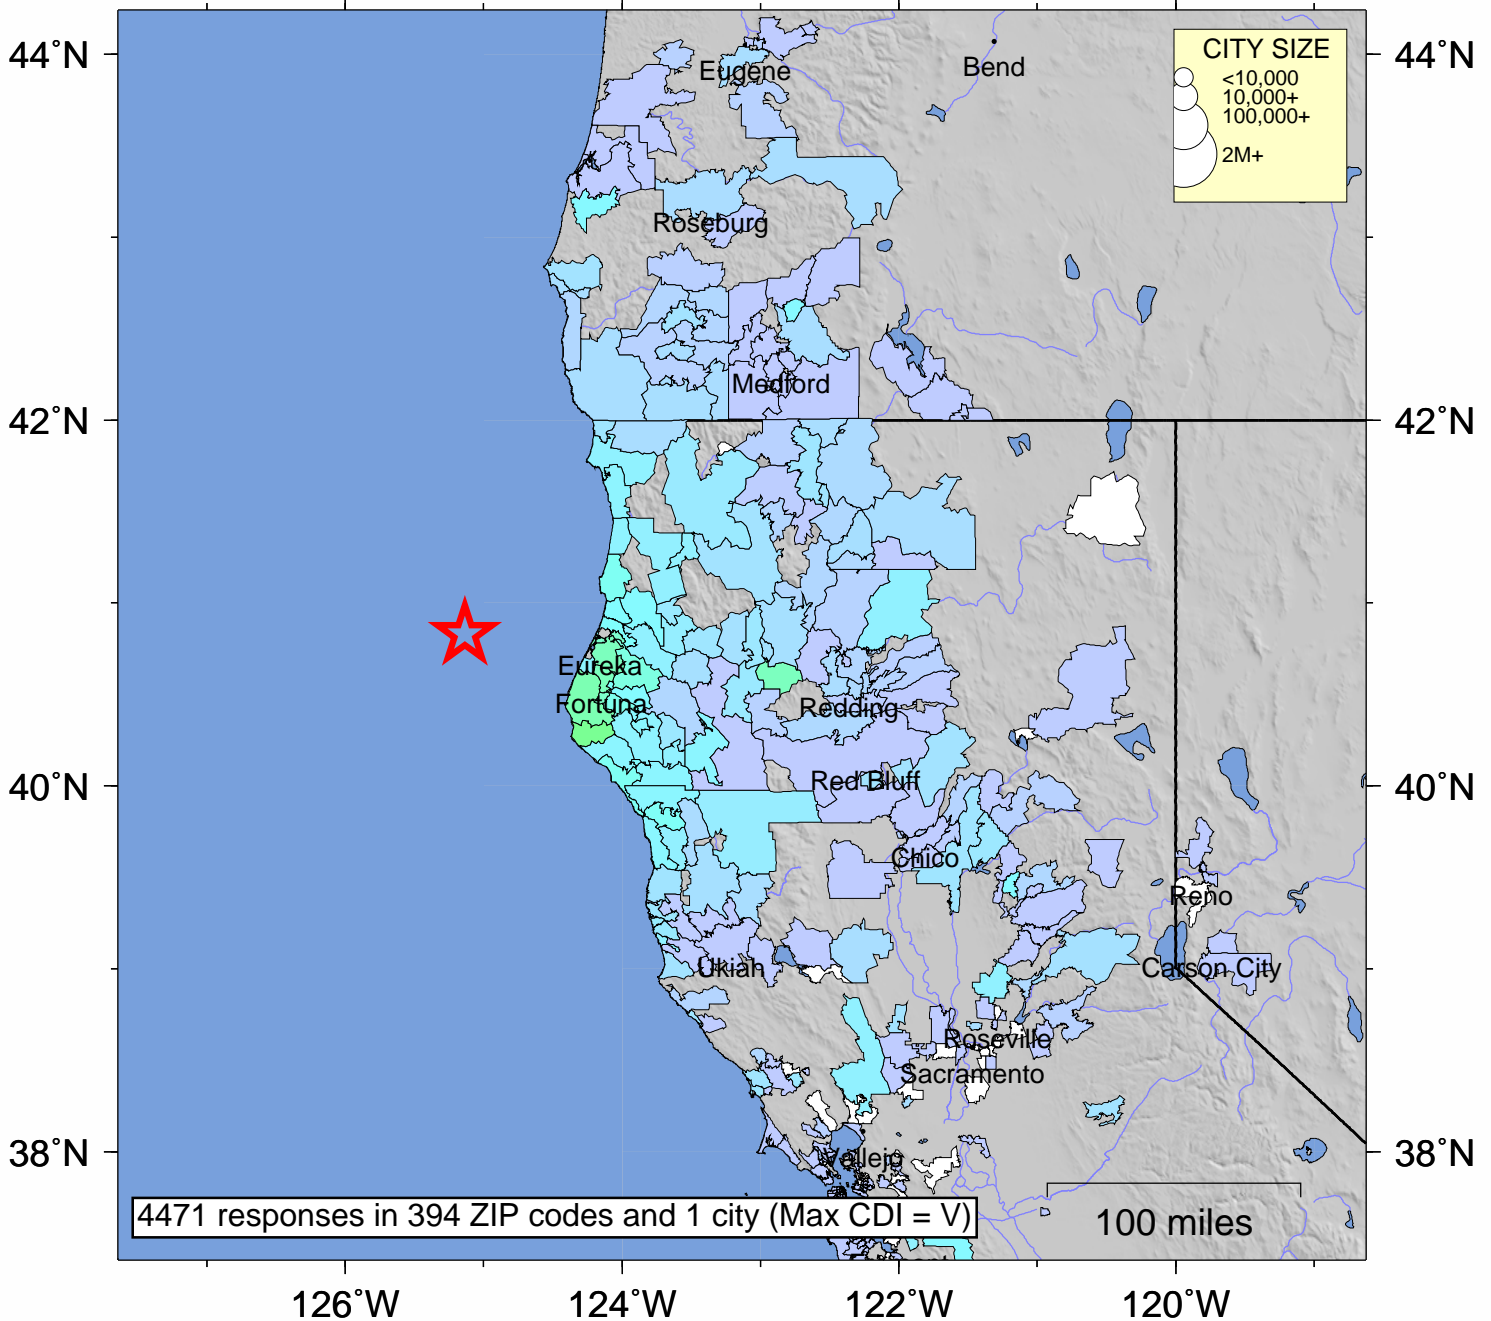 44°N
44°N
CITY SIZE
<10,000
10,000+
100,000+
2M+
Eugene
Bend
Roseburg
Medford
42°N
42°N
Eureka
Fortuna
Redding
Red Bluff
40°N
40°N
Chico
Reno
Ukiah
Carson City
Roseville
Sacramento
38°N
38°N
Vallejo
4471 responses in 394 ZIP codes and 1 city (Max CDI = V)
100 miles
126°W
124°W
122°W
120°W